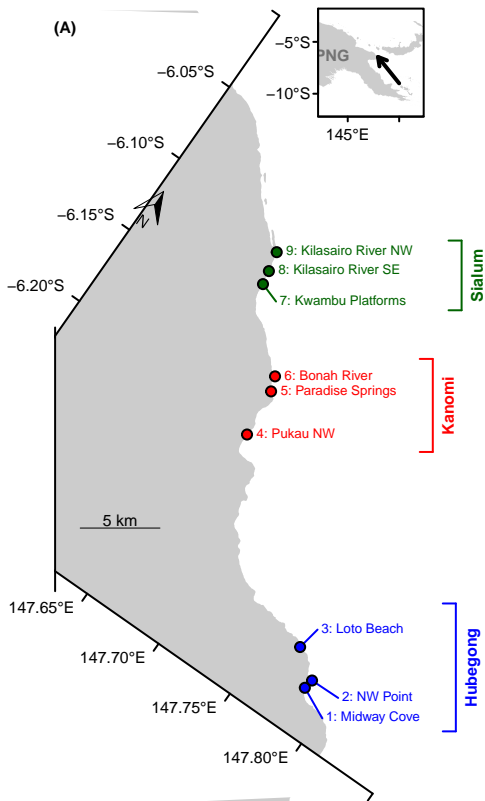 (A)
−5°S
PNG
−10°S
145°E
−6.05°S
−6.10°S
−6.15°S
N
−6.20°S
9: Kilasairo River NW
8: Kilasairo River SE
7: Kwambu Platforms
Sialum
6: Bonah River
5: Paradise Springs
4: Pukau NW
Kanomi
5 km
147.65°E
147.70°E
147.75°E
147.80°E
3: Loto Beach
2: NW Point
1: Midway Cove
Hubegong